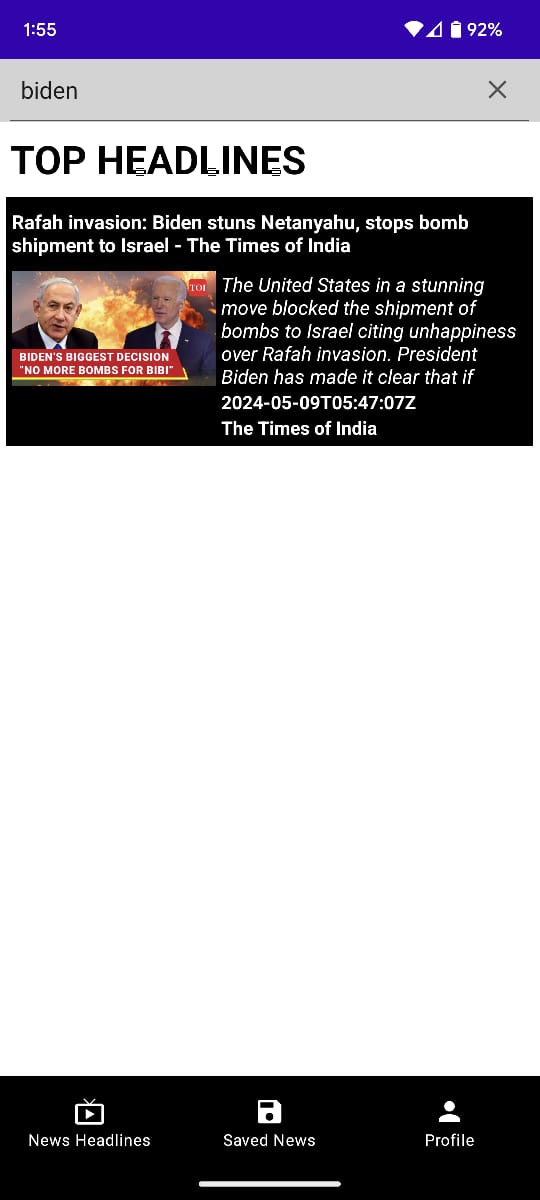 1:55
92%
biden
TOP HEADLINES
Rafah invasion: Biden stuns Netanyahu, stops bomb
shipment to Israel - The Times of India
TOI
BIDEN'S BIGGEST DECISION
"NO MORE BOMBS FOR BIBI"
The United States in a stunning
move blocked the shipment of
bombs to Israel citing unhappiness
over Rafah invasion. President
Biden has made it clear that if
2024-05-09T05:47:07Z
The Times of India
News Headlines
Saved News
Profile